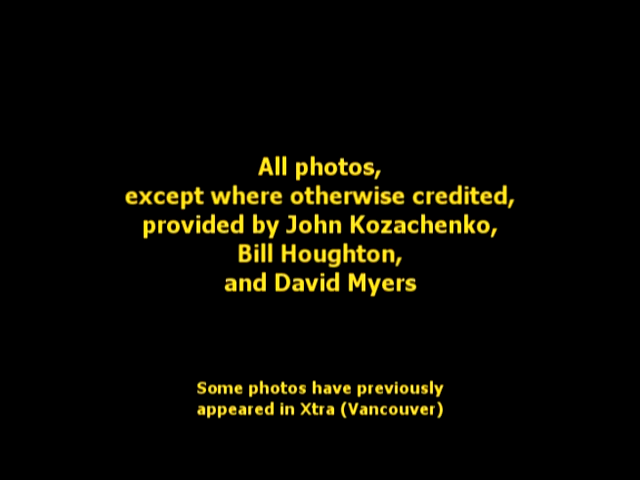 All photos,
except where otherwise credited,
provided by John Kozachenko,
Bill Houghton,
and David Myers
Some photos have previously
appeared in Xtra (Vancouver)